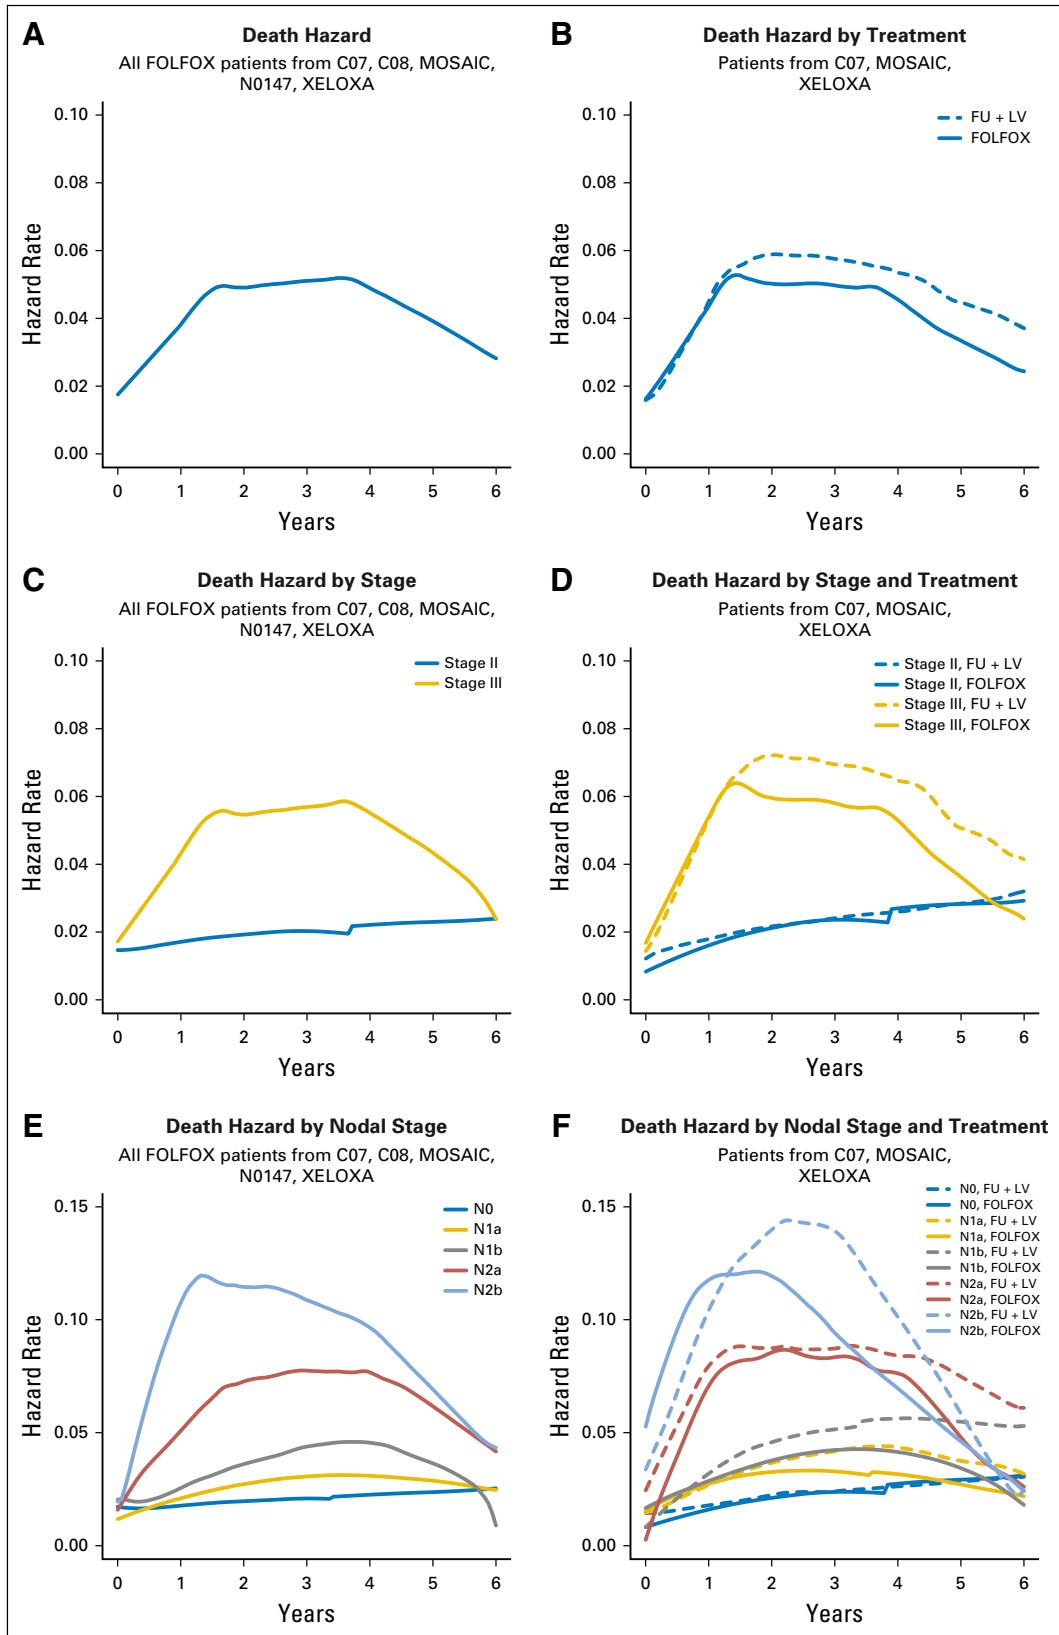 A
Death Hazard
All FOLFOX patients from C07, C08, MOSAIC,
N0147, XELOXA
0.10
0.08
0.06
0.04
0.02
0.00
Hazard Rate
0 1 2 3 4 5 6
Years
B
Death Hazard by Treatment
Patients from C07, MOSAIC,
XELOXA
FU + LV
FOLFOX
0.10
0.08
0.06
0.04
0.02
0.00
Hazard Rate
0 1 2 3 4 5 6
Years
C
Death Hazard by Stage
All FOLFOX patients from C07, C08, MOSAIC,
N0147, XELOXA
Stage II
Stage III
0.10
0.08
0.06
0.04
0.02
0.00
Hazard Rate
0 1 2 3 4 5 6
Years
D
Death Hazard by Stage and Treatment
Patients from C07, MOSAIC,
XELOXA
Stage II, FU + LV
Stage II, FOLFOX
Stage III, FU + LV
Stage III, FOLFOX
0.10
0.08
0.06
0.04
0.02
0.00
Hazard Rate
0 1 2 3 4 5 6
Years
E
Death Hazard by Nodal Stage
All FOLFOX patients from C07, C08, MOSAIC,
N0147, XELOXA
N0
N1a
N1b
N2a
N2b
0.15
0.10
0.05
0.00
Hazard Rate
0 1 2 3 4 5 6
Years
F
Death Hazard by Nodal Stage and Treatment
Patients from C07, MOSAIC,
XELOXA
N0, FU + LV
N0, FOLFOX
N1a, FU + LV
N1a, FOLFOX
N1b, FU + LV
N1b, FOLFOX
N2a, FU + LV
N2a, FOLFOX
N2b, FU + LV
N2b, FOLFOX
0.15
0.10
0.05
0.00
Hazard Rate
0 1 2 3 4 5 6
Years